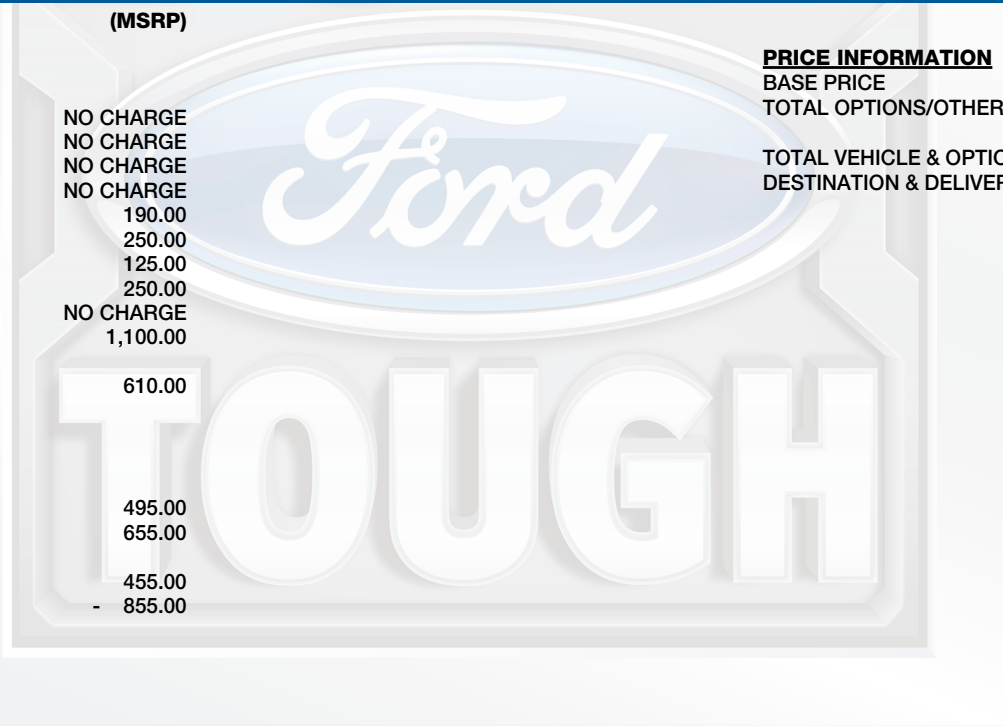 (MSRP)
NO CHARGE
NO CHARGE
NO CHARGE
NO CHARGE
190.00
250.00
125.00
250.00
NO CHARGE
1,100.00
610.00
495.00
655.00
455.00
- 855.00
PRICE INFORMATION
BASE PRICE
TOTAL OPTIONS/OTHER
TOTAL VEHICLE & OPTIO
DESTINATION & DELIVER
Ford
TOUGH